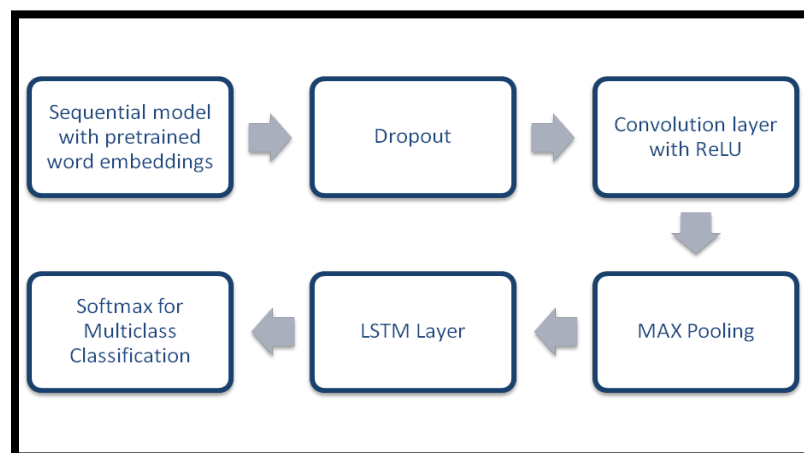 Sequential model
with pretrained
word embeddings
Dropout
Convolution layer
with ReLU
MAX Pooling
LSTM Layer
Softmax for
Multiclass
Classification